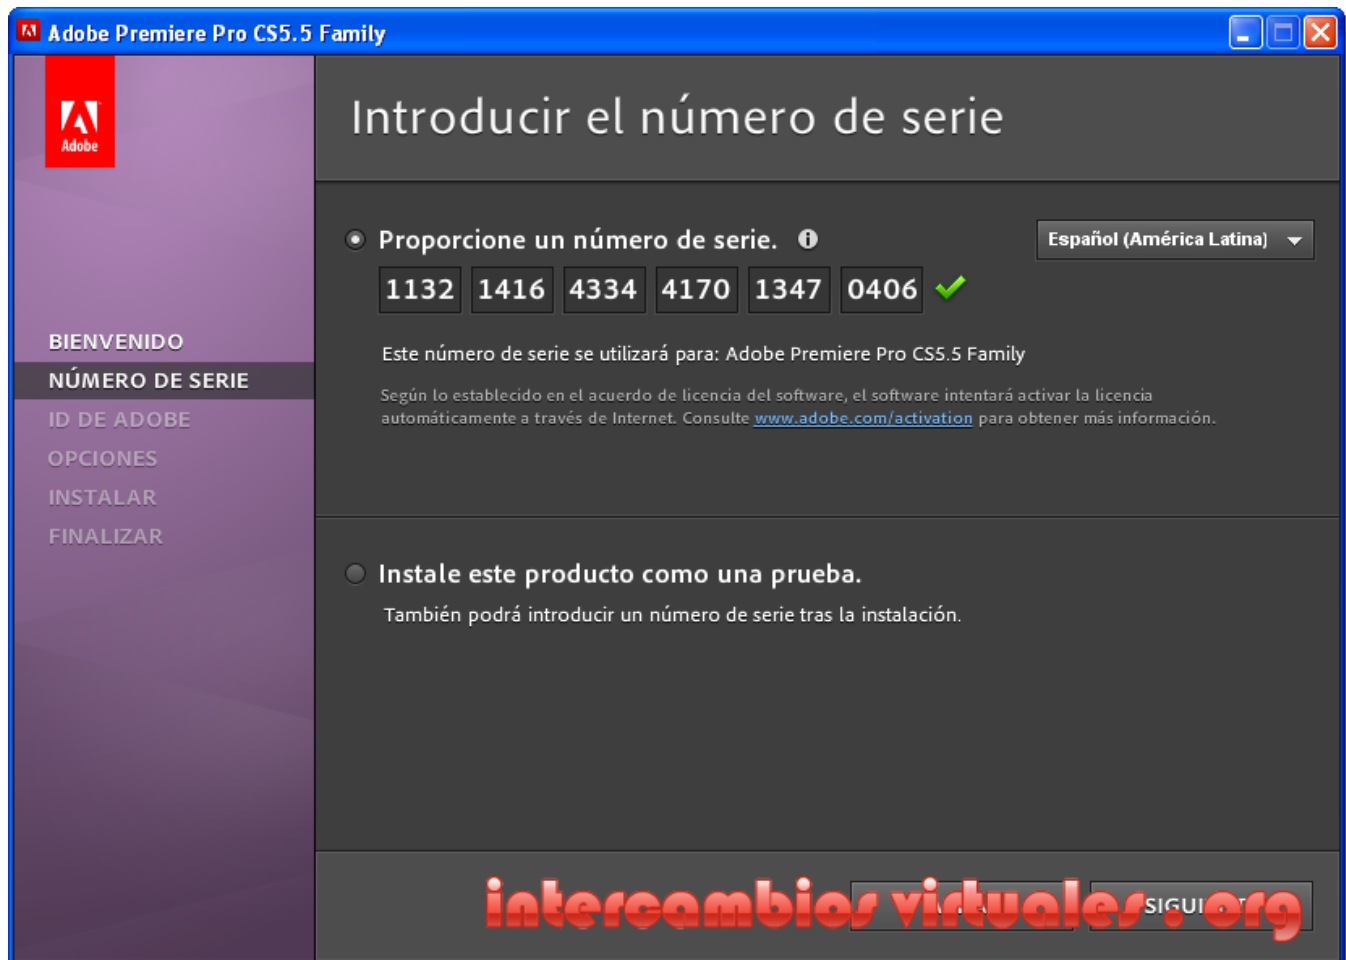 Adobe Premiere Pro CS5.5 Family
Adobe
Introducir el número de serie
Proporcione un número de serie.
Español (América Latina)
1132 1416 4334 4170 1347 0406
Este número de serie se utilizará para: Adobe Premiere Pro CS5.5 Family
Según lo establecido en el acuerdo de licencia del software, el software intentará activar la licencia
automáticamente a través de Internet. Consulte www.adobe.com/activation para obtener más información.
BIENVENIDO
NÚMERO DE SERIE
ID DE ADOBE
OPCIONES
INSTALAR
FINALIZAR
Instale este producto como una prueba.
También podrá introducir un número de serie tras la instalación.
intercambios virtuales . org